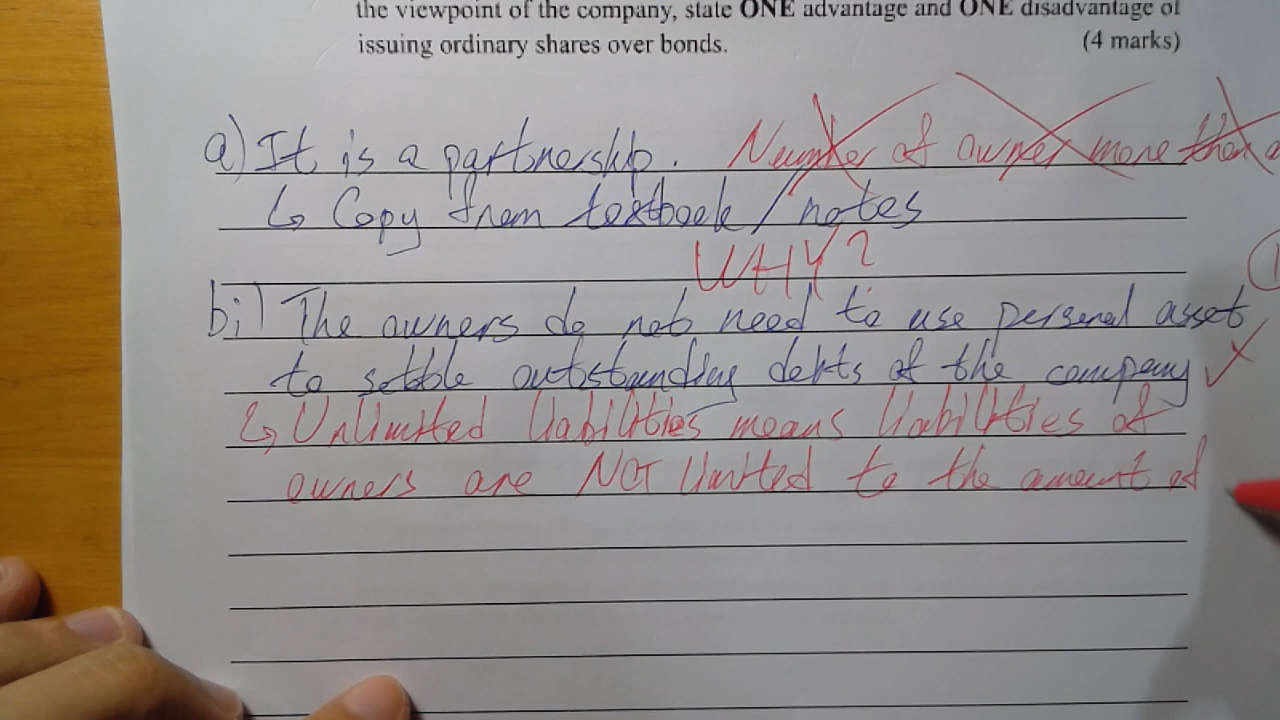 the viewpoint of the company, state ONE advantage and ONE disadvantage of
issuing ordinary shares over bonds. (4 marks)
a) It is a partnership. Number of owner more than
↳ Copy from textbook / notes
WHY?
bi) The owners do not need to use personal asset
to settle outstanding debts of the company ✓
↳ Unlimited liabilities means liabilities of
owners are NOT limited to the amount of